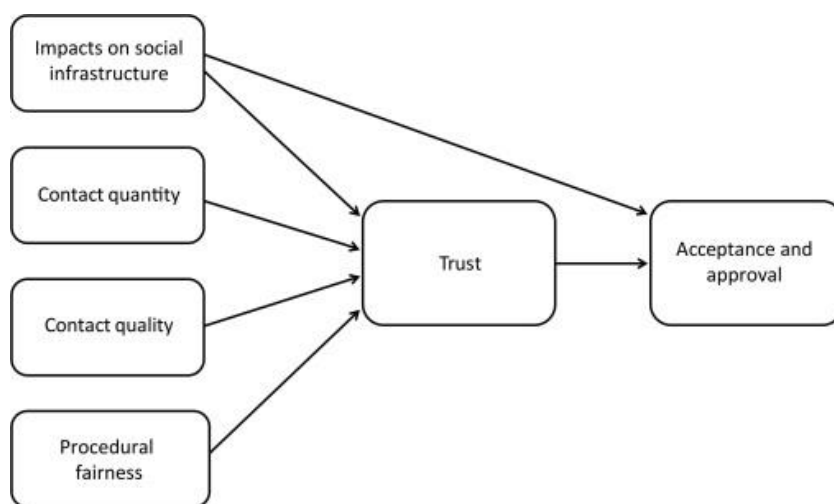 Impacts on social
infrastructure
Contact quantity
Contact quality
Procedural
fairness
Trust
Acceptance and
approval